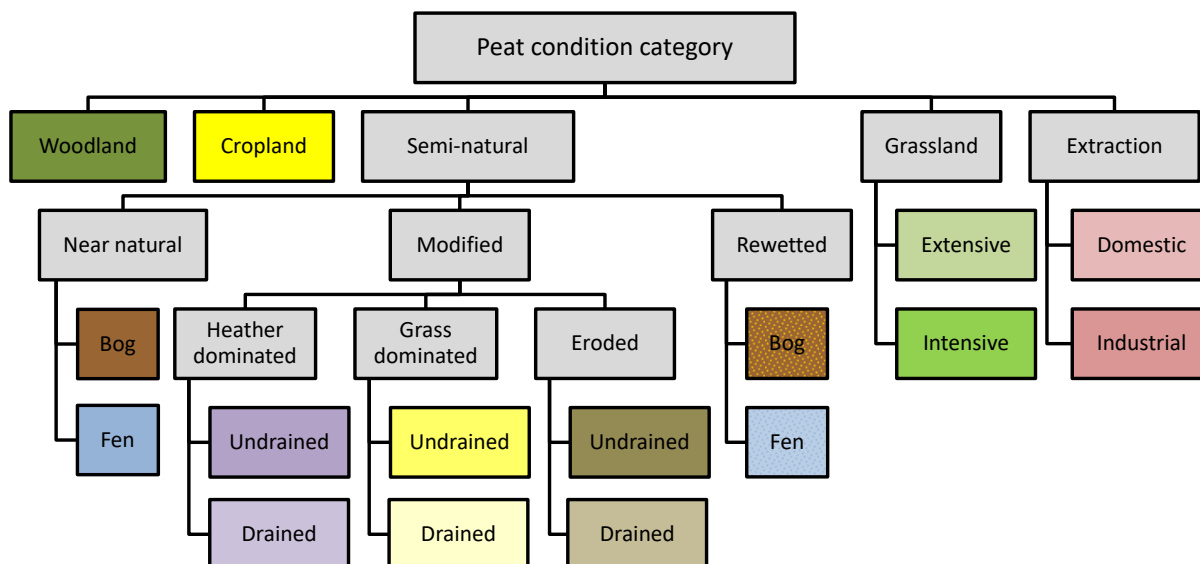 Peat condition category
Woodland
Cropland
Semi-natural
Grassland
Extraction
Near natural
Modified
Rewetted
Extensive
Domestic
Bog
Heather
dominated
Grass
dominated
Eroded
Bog
Intensive
Industrial
Fen
Undrained
Undrained
Undrained
Fen
Drained
Drained
Drained